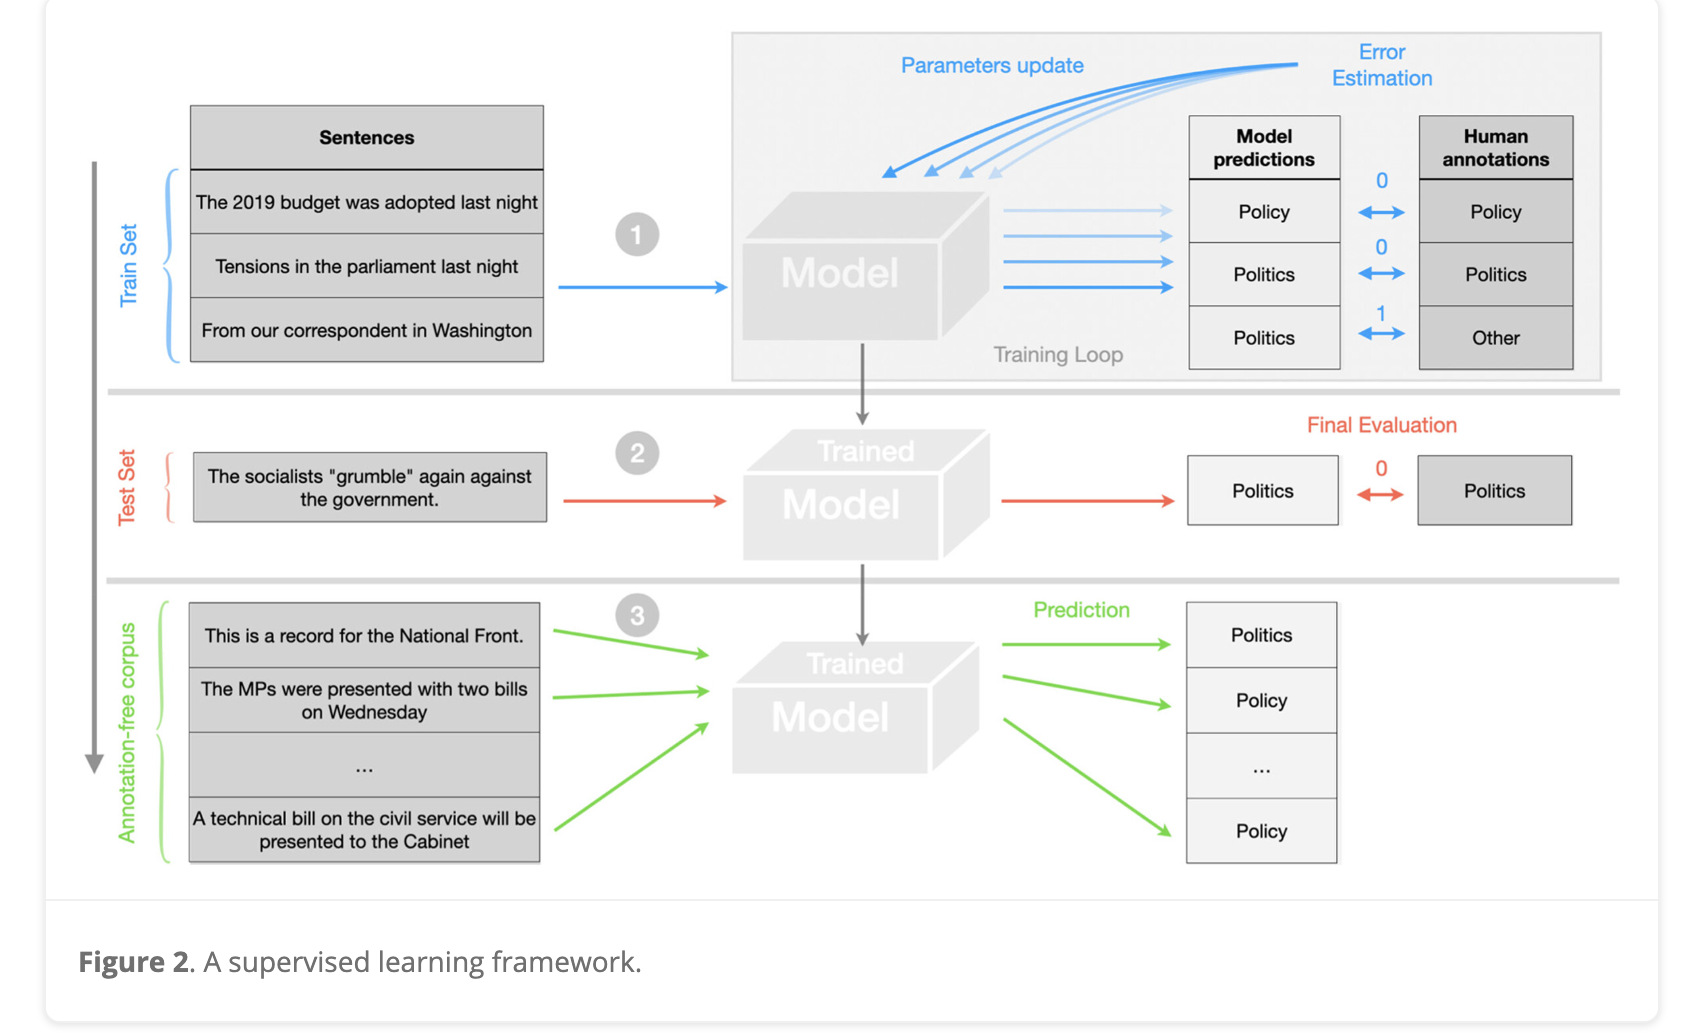 Parameters update
Error
Estimation
Sentences
Model
predictions
Human
annotations
Train Set
The 2019 budget was adopted last night
1
Policy
0
Policy
Tensions in the parliament last night
Model
Politics
0
Politics
From our correspondent in Washington
Training Loop
Politics
1
Other
Final Evaluation
Test Set
The socialists "grumble" again against
the government.
2
Trained
Model
Politics
0
Politics
Annotation-free corpus
3
Prediction
This is a record for the National Front.
The MPs were presented with two bills
on Wednesday
...
A technical bill on the civil service will be
presented to the Cabinet
Trained
Model
Politics
Policy
...
Policy
Figure 2. A supervised learning framework.